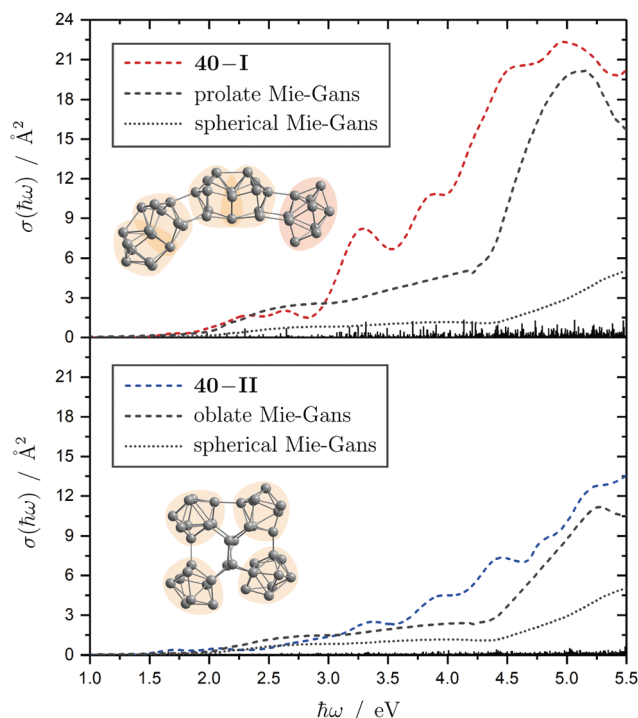 24
21
18
15
12
9
6
3
0
σ(ħω) / Å²
40−I
prolate Mie-Gans
spherical Mie-Gans
21
18
15
12
9
6
3
0
σ(ħω) / Å²
40−II
oblate Mie-Gans
spherical Mie-Gans
1.0 1.5 2.0 2.5 3.0 3.5 4.0 4.5 5.0 5.5
ħω / eV